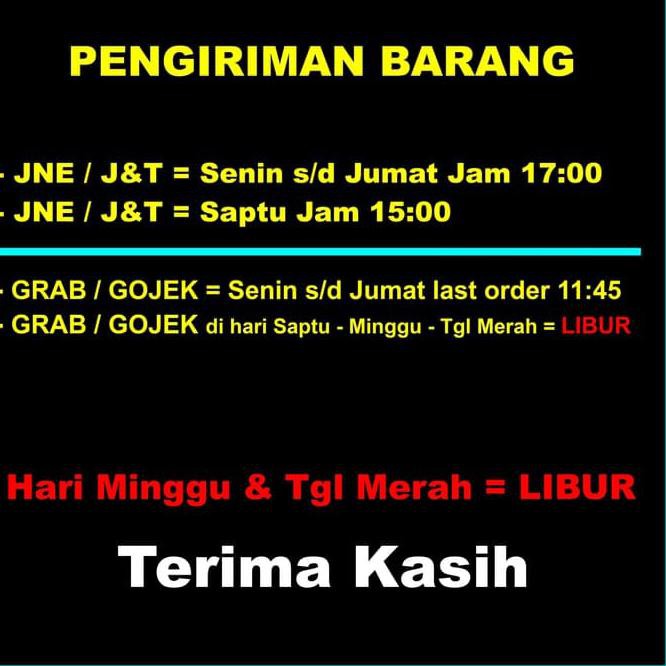 PENGIRIMAN BARANG
- JNE / J&T = Senin s/d Jumat Jam 17:00
- JNE / J&T = Saptu Jam 15:00
- GRAB / GOJEK = Senin s/d Jumat last order 11:45
- GRAB / GOJEK di hari Saptu - Minggu - Tgl Merah = LIBUR
Hari Minggu & Tgl Merah = LIBUR
Terima Kasih